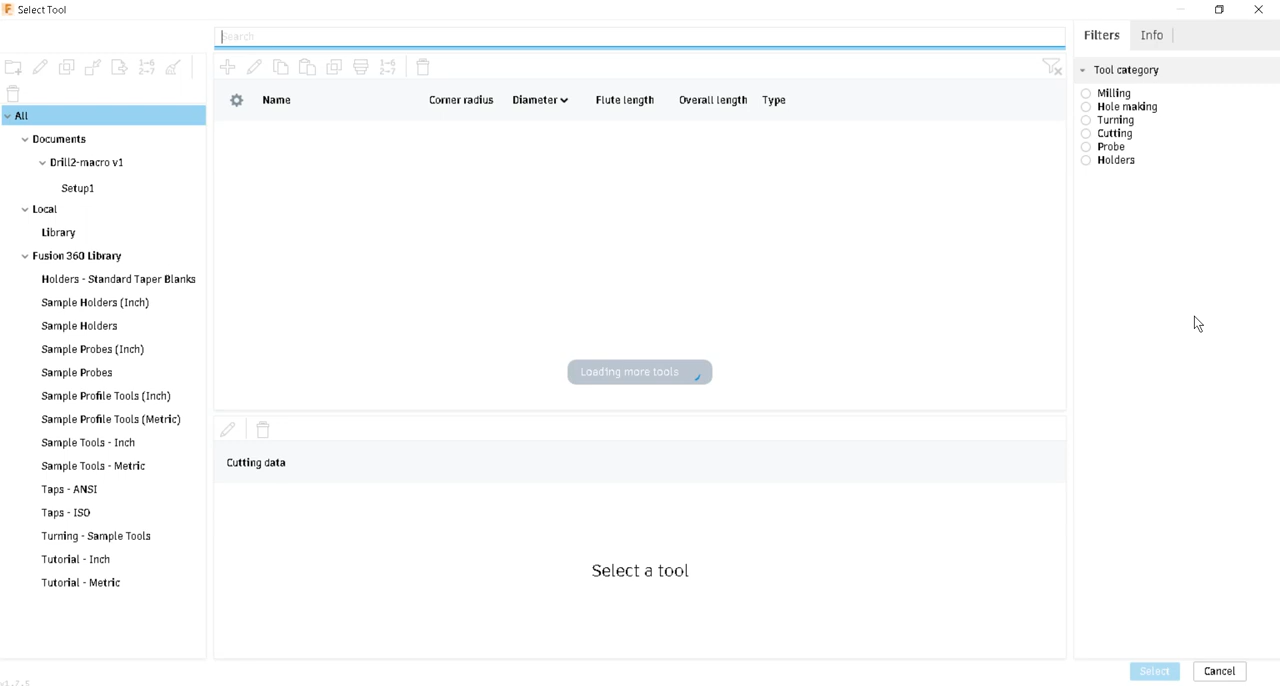 Select Tool
Search
Filters
Info
Name
Corner radius
Diameter
Flute length
Overall length
Type
All
Documents
Drill2-macro v1
Setup1
Local
Library
Fusion 360 Library
Holders - Standard Taper Blanks
Sample Holders (Inch)
Sample Holders
Sample Probes (Inch)
Sample Probes
Sample Profile Tools (Inch)
Sample Profile Tools (Metric)
Sample Tools - Inch
Sample Tools - Metric
Taps - ANSI
Taps - ISO
Turning - Sample Tools
Tutorial - Inch
Tutorial - Metric
Loading more tools
Cutting data
Select a tool
Tool category
Milling
Hole making
Turning
Cutting
Probe
Holders
Select
Cancel
v1.7.5